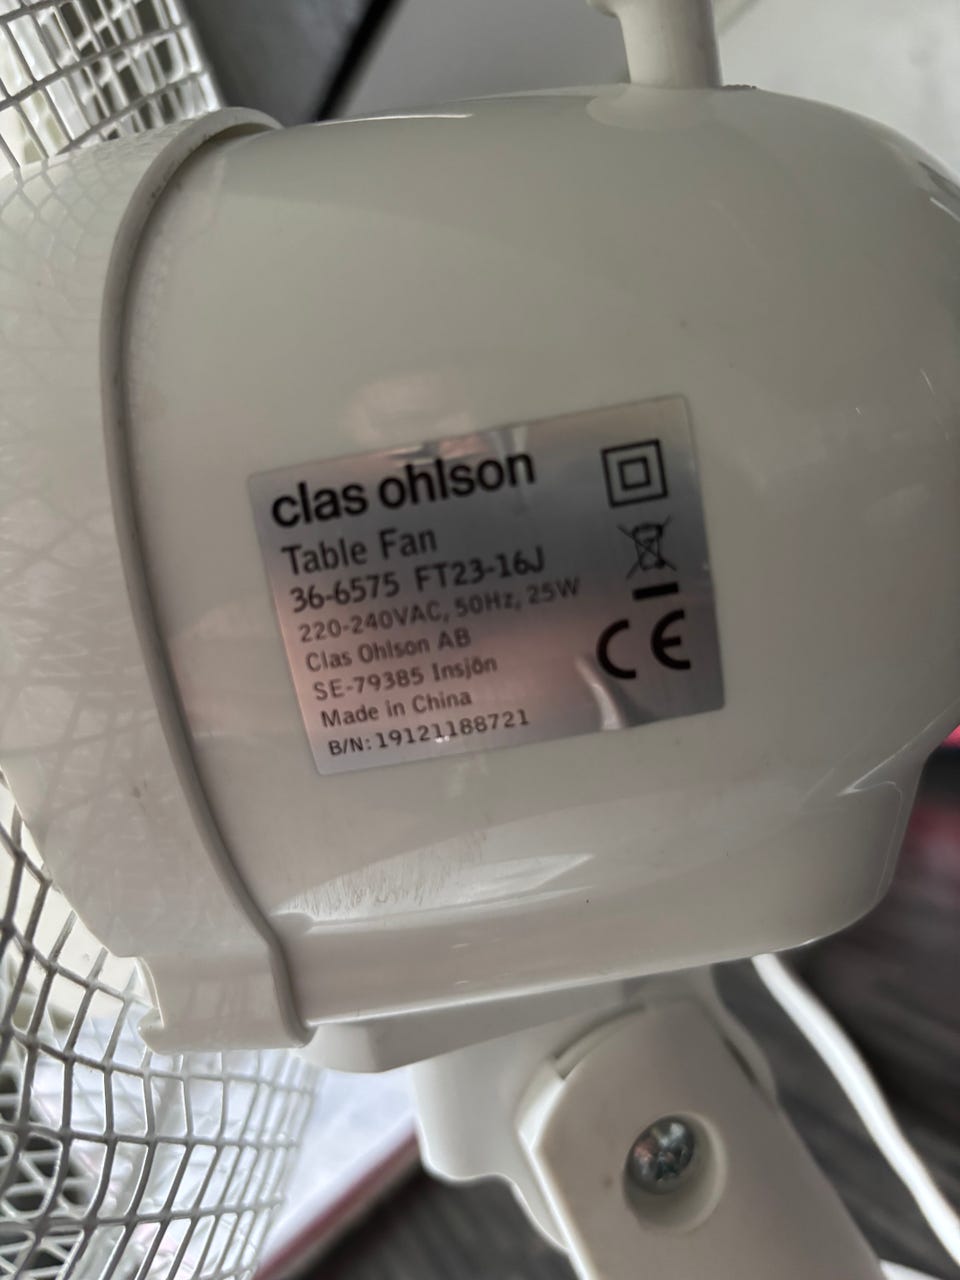 clas ohlson
Table Fan
36-6575 FT23-16J
220-240VAC, 50Hz, 25W
Clas Ohlson AB
SE-79385 Insjön
Made in China
B/N: 19121188721
CE